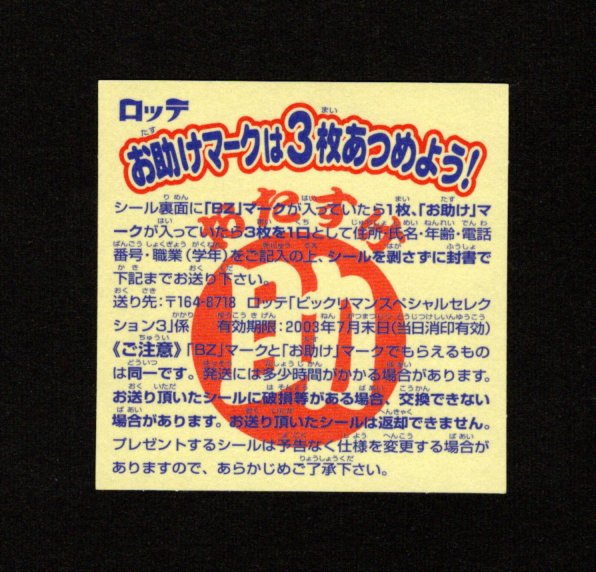 ロッテ
お助けマークは3枚あつめよう!
おたすけ
シール裏面に「BZ」マークが入っていたら1枚、「お助け」マ
ークが入っていたら3枚を1口として住所・氏名・年齢・電話
番号・職業(学年)をご記入の上、シールを剥さずに封書で
下記までお送り下さい。
送り先:〒164-8718 ロッテ「ビックリマンスペシャルセレク
ション3」係 有効期限:2003年7月末日(当日消印有効)
《ご注意》「BZ」マークと「お助け」マークでもらえるもの
は同一です。発送には多少時間がかかる場合があります。
お送り頂いたシールに破損等がある場合、交換できない
場合があります。お送り頂いたシールは返却できません。
プレゼントするシールは予告なく仕様を変更する場合が
ありますので、あらかじめご了承下さい。